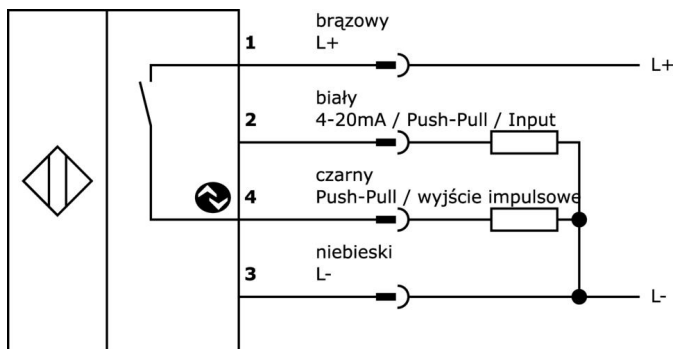 brązowy
1 L+
L+
biały
2 4-20mA / Push-Pull / Input
czarny
4 Push-Pull / wyjście impulsowe
niebieski
3 L-
L-